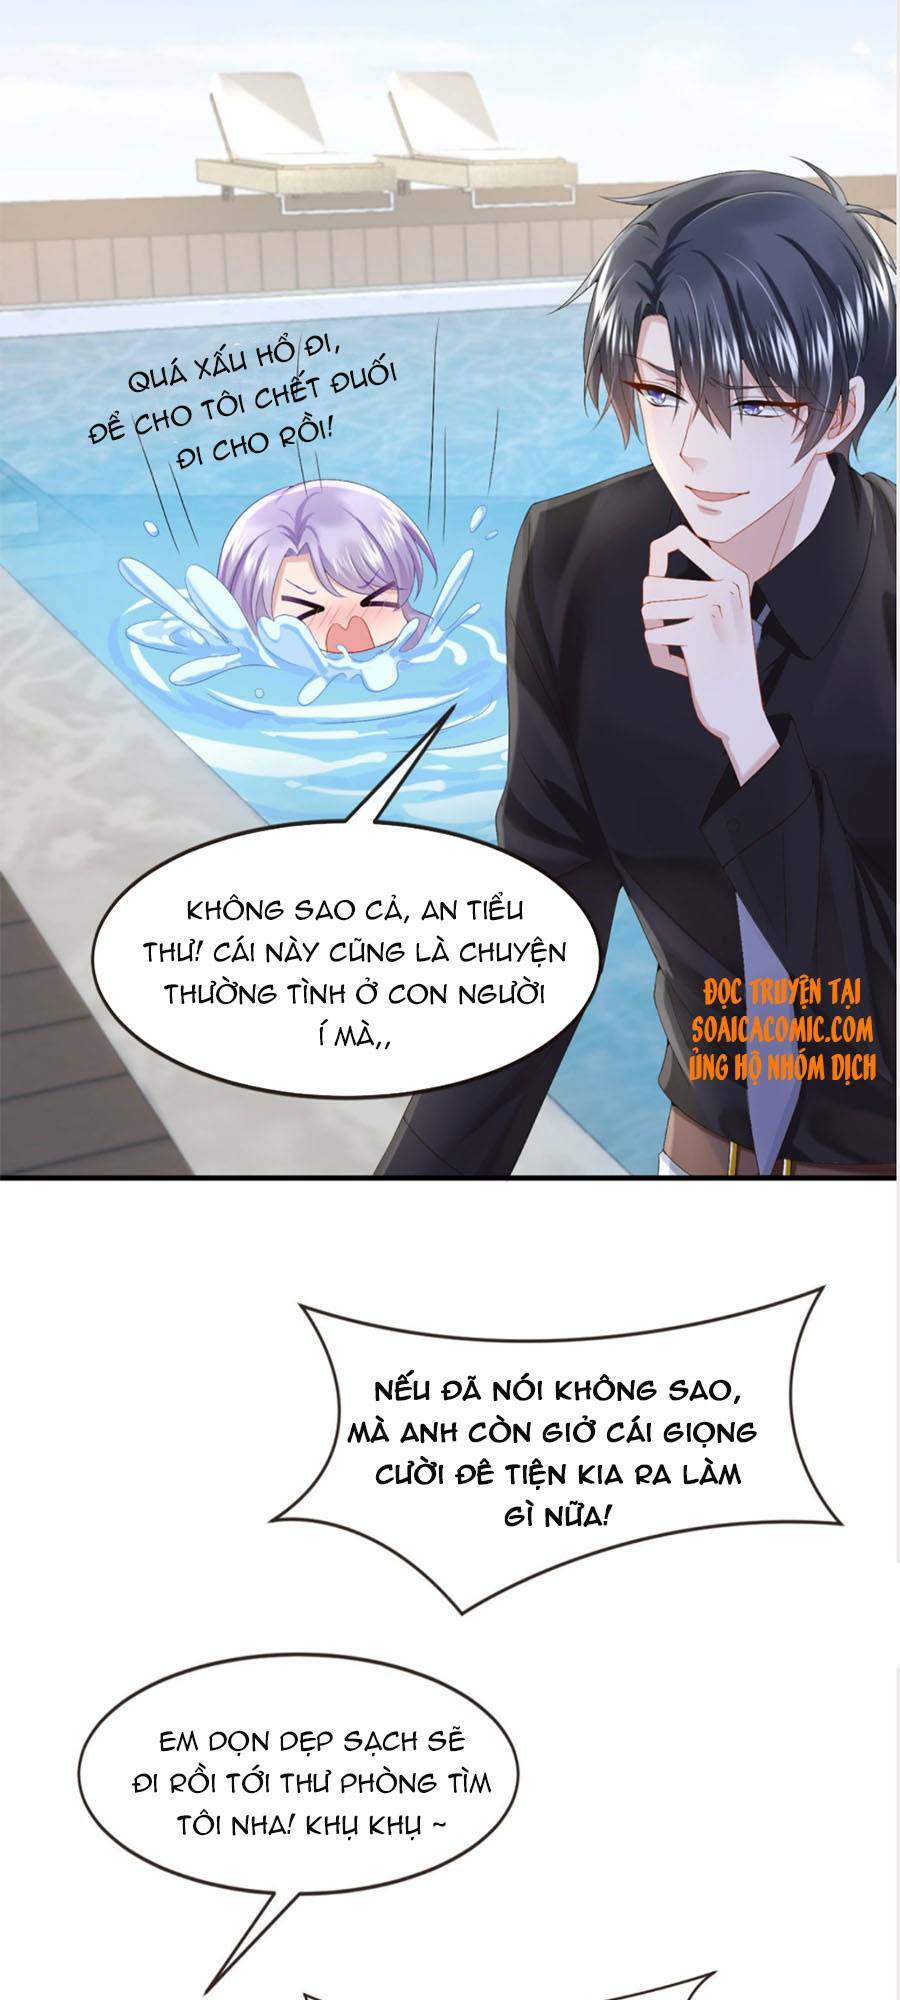 QUÁ XẤU HỔ ĐI,
ĐỂ CHO TÔI CHẾT ĐUỐI
ĐI CHO RỒI!
KHÔNG SAO CẢ, AN TIỂU
THƯ! CÁI NÀY CŨNG LÀ CHUYỆN
THƯỜNG TÌNH Ở CON NGƯỜI
Í MÀ,,
ĐỌC TRUYỆN TẠI
SOAICACOMIC.COM
ỦNG HỘ NHÓM DỊCH
NẾU ĐÃ NÓI KHÔNG SAO,
MÀ ANH CÒN GIỞ CÁI GIỌNG
CƯỜI ĐÊ TIỆN KIA RA LÀM
GÌ NỮA!
EM DỌN DẸP SẠCH SẼ
ĐI RỒI TỚI THƯ PHÒNG TÌM
TÔI NHA! KHỤ KHỤ ~